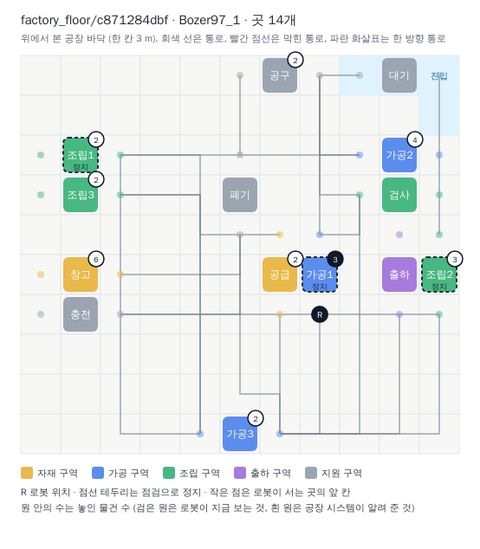 factory_floor/c871284dbf · Bozer97_1 · 곳 14개
위에서 본 공장 바닥 (한 칸 3 m). 회색 선은 통로, 빨간 점선은 막힌 통로, 파란 화살표는 한 방향 통로
공구 2
대기
조립1 2
정지
가공2 4
조립3 2
폐기
검사
창고 6
공급 2
가공1 3
정지
출하
조립2 3
정지
충전
R
가공3 2
자재 구역
가공 구역
조립 구역
출하 구역
지원 구역
R 로봇 위치 · 점선 테두리는 점검으로 정지 · 작은 점은 로봇이 서는 곳의 앞 칸
원 안의 수는 놓인 물건 수 (검은 원은 로봇이 지금 보는 것, 흰 원은 공장 시스템이 알려 준 것)